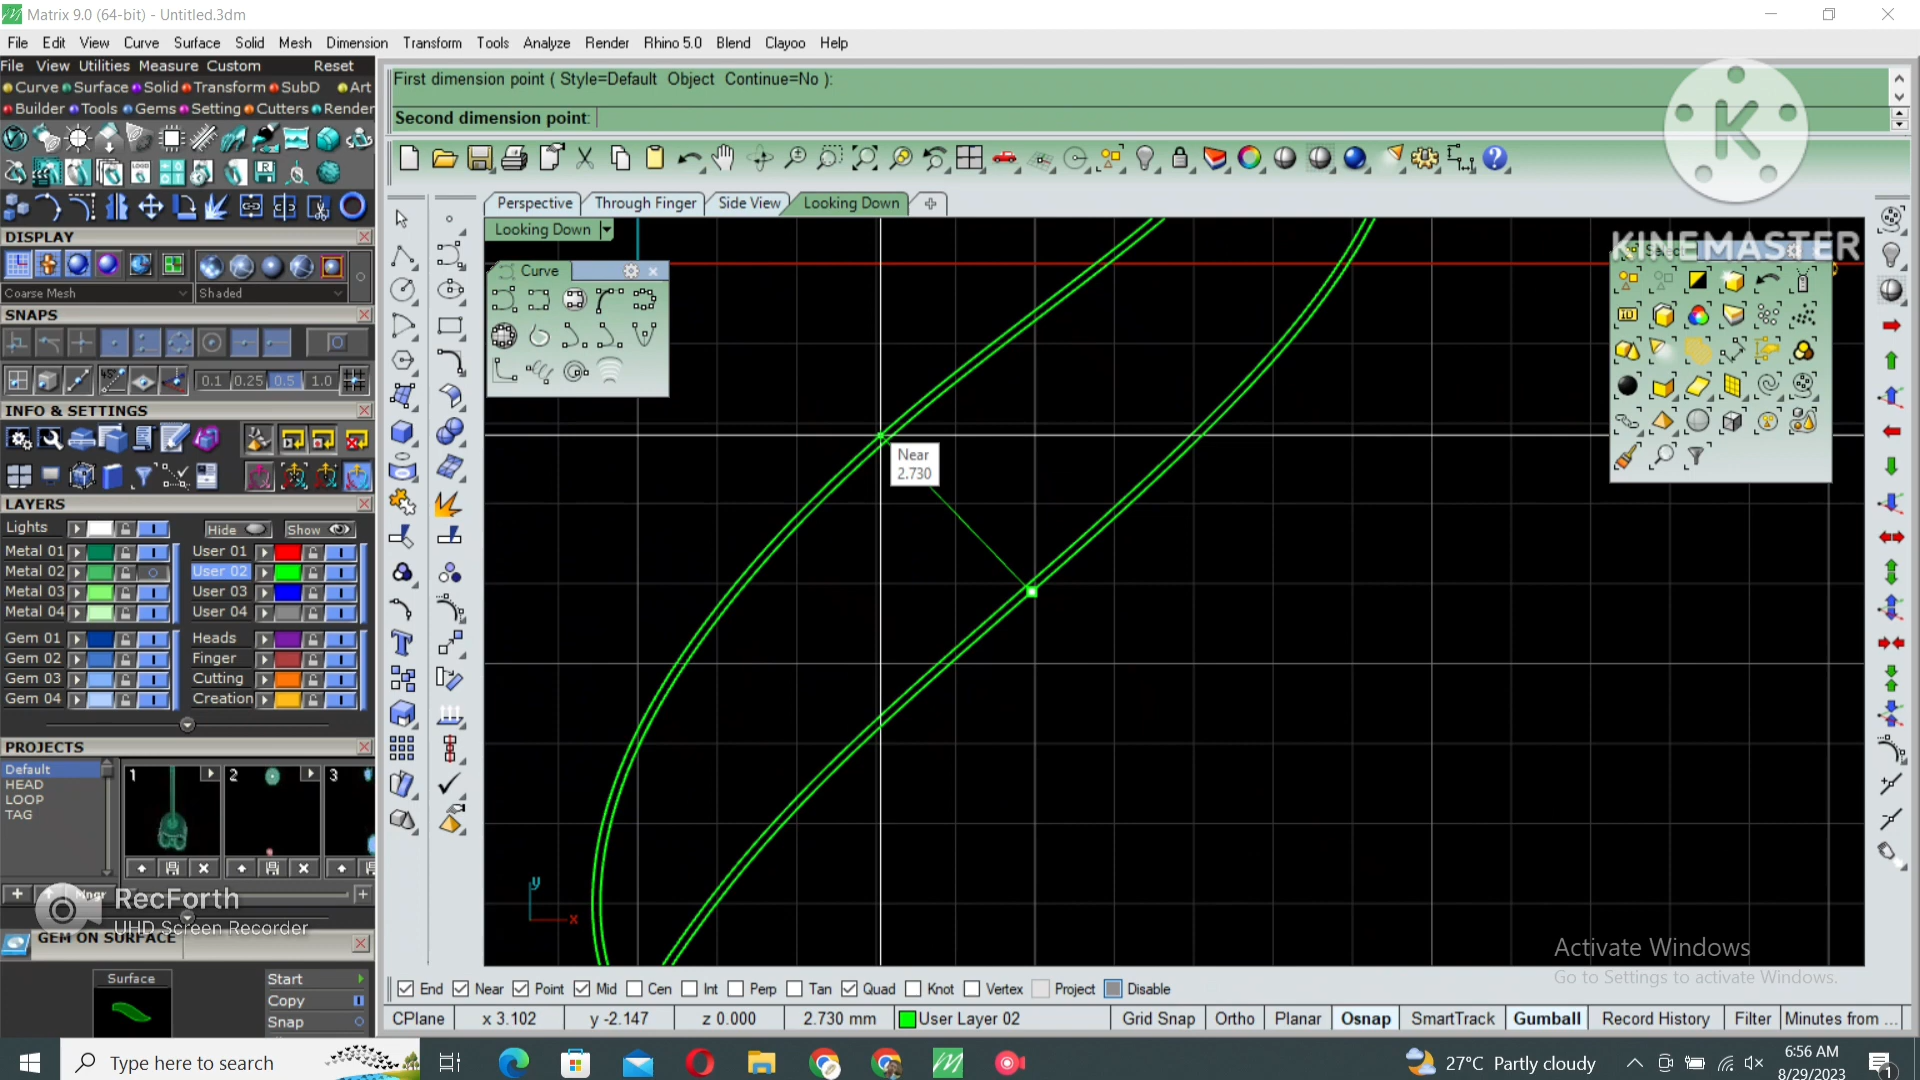 Matrix 9.0 (64-bit) - Untitled.3dm
File Edit View Curve Surface Solid Mesh Dimension Transform Tools Analyze Render Rhino 5.0 Blend Clayoo Help
File View Utilities Measure Custom Reset
Curve Surface Solid Transform SubD Art
Builder Tools Gems Setting Cutters Render
First dimension point ( Style=Default Object Continue=No ):
Second dimension point:
K
KINEMASTER
Perspective Through Finger Side View Looking Down
Looking Down
Curve
DISPLAY
Coarse Mesh Shaded
SNAPS
0.1 0.25 0.5 1.0
INFO & SETTINGS
LAYERS
Lights Hide Show
Metal 01 User 01
Metal 02 User 02
Metal 03 User 03
Metal 04 User 04
Gem 01 Heads
Gem 02 Finger
Gem 03 Cutting
Gem 04 Creation
PROJECTS
Default
HEAD
LOOP
TAG
1 2 3
Mngr
RecForth
UHD Screen Recorder
GEM ON SURFACE
Surface
Start
Copy
Snap
Near
2.730
y
x
Activate Windows
Go to Settings to activate Windows.
End Near Point Mid Cen Int Perp Tan Quad Knot Vertex Project Disable
CPlane x 3.102 y -2.147 z 0.000 2.730 mm User Layer 02 Grid Snap Ortho Planar Osnap SmartTrack Gumball Record History Filter Minutes from ...
Type here to search
27°C Partly cloudy
6:56 AM
8/29/2023
1